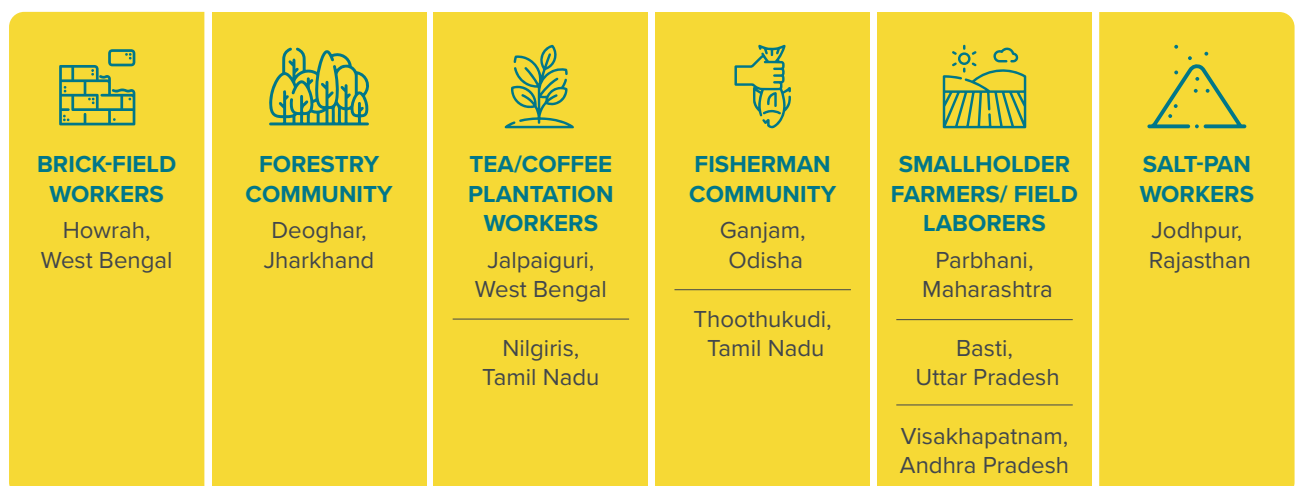 BRICK-FIELD
WORKERS
Howrah,
West Bengal
FORESTRY
COMMUNITY
Deoghar,
Jharkhand
TEA/COFFEE
PLANTATION
WORKERS
Jalpaiguri,
West Bengal
Nilgiris,
Tamil Nadu
FISHERMAN
COMMUNITY
Ganjam,
Odisha
Thoothukudi,
Tamil Nadu
SMALLHOLDER
FARMERS/ FIELD
LABORERS
Parbhani,
Maharashtra
Basti,
Uttar Pradesh
Visakhapatnam,
Andhra Pradesh
SALT-PAN
WORKERS
Jodhpur,
Rajasthan